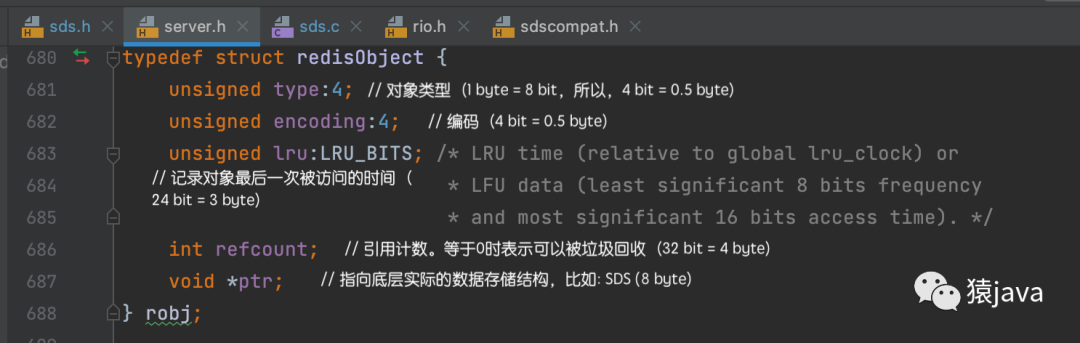 sds.h server.h sds.c rio.h sdscompat.h
680 typedef struct redisObject {
681 unsigned type:4; // 对象类型（1 byte = 8 bit，所以，4 bit = 0.5 byte）
682 unsigned encoding:4; // 编码（4 bit = 0.5 byte）
683 unsigned lru:LRU_BITS; /* LRU time (relative to global lru_clock) or
// 记录对象最后一次被访问的时间（
684 * LFU data (least significant 8 bits frequency
24 bit = 3 byte）
685 * and most significant 16 bits access time). */
686 int refcount; // 引用计数。等于0时表示可以被垃圾回收（32 bit = 4 byte）
687 void *ptr; // 指向底层实际的数据存储结构，比如: SDS (8 byte)
猿java
688 } robj;